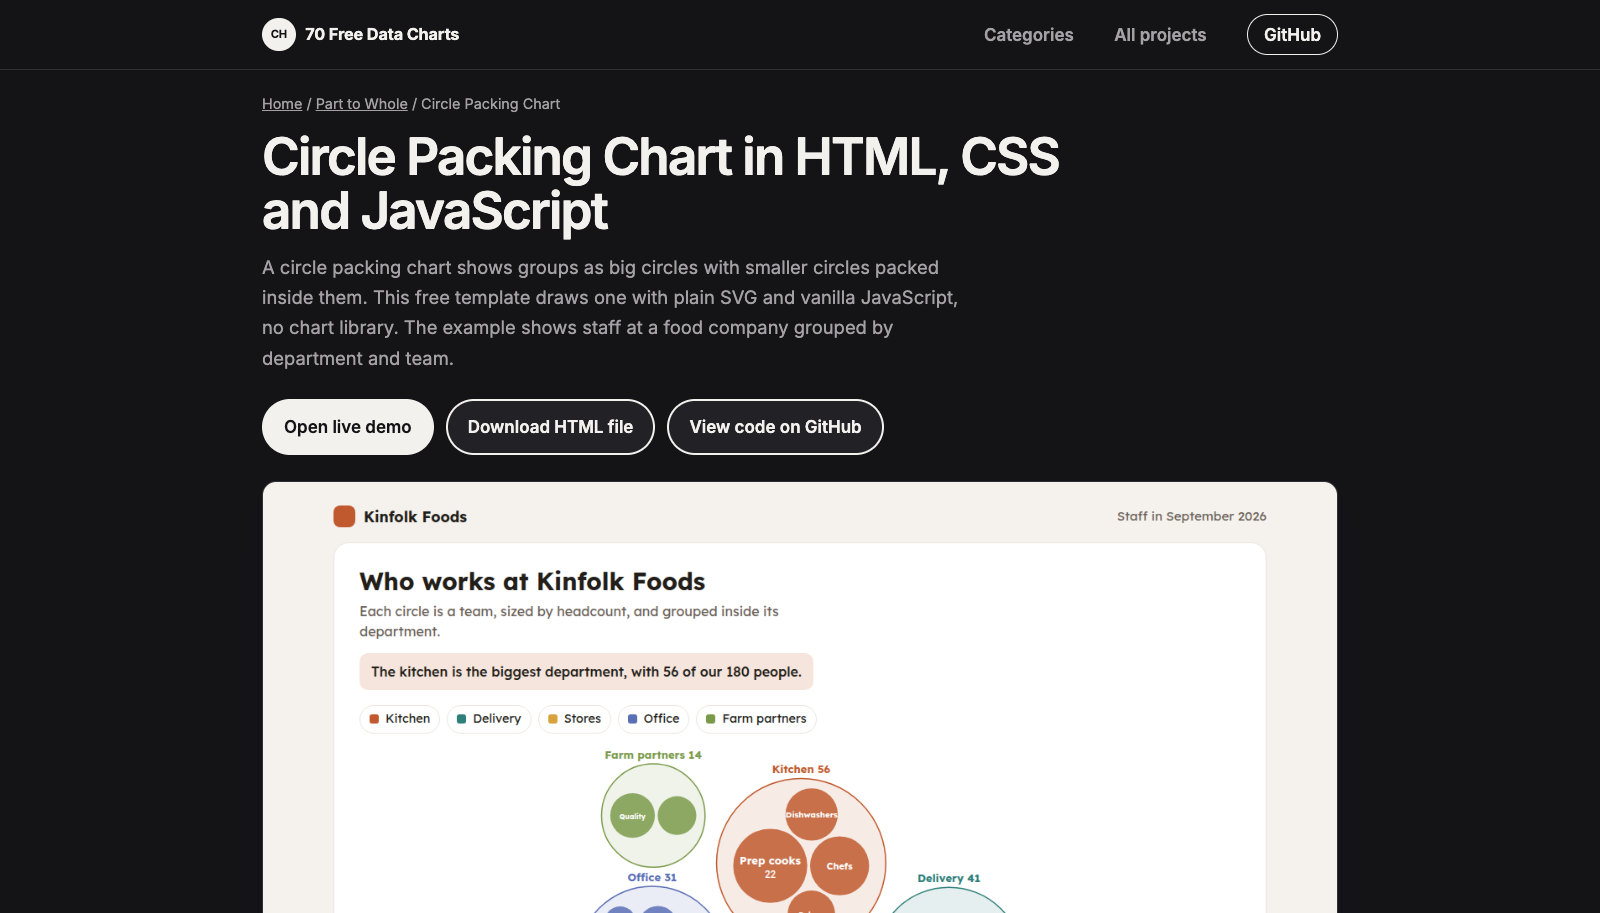 CH 70 Free Data Charts
Categories All projects GitHub
Home / Part to Whole / Circle Packing Chart
Circle Packing Chart in HTML, CSS
and JavaScript
A circle packing chart shows groups as big circles with smaller circles packed
inside them. This free template draws one with plain SVG and vanilla JavaScript,
no chart library. The example shows staff at a food company grouped by
department and team.
Open live demo Download HTML file View code on GitHub
Kinfolk Foods
Staff in September 2026
Who works at Kinfolk Foods
Each circle is a team, sized by headcount, and grouped inside its
department.
The kitchen is the biggest department, with 56 of our 180 people.
Kitchen Delivery Stores Office Farm partners
Farm partners 14
Kitchen 56
Dishwashers
Quality
Prep cooks
22
Chefs
Office 31
Delivery 41